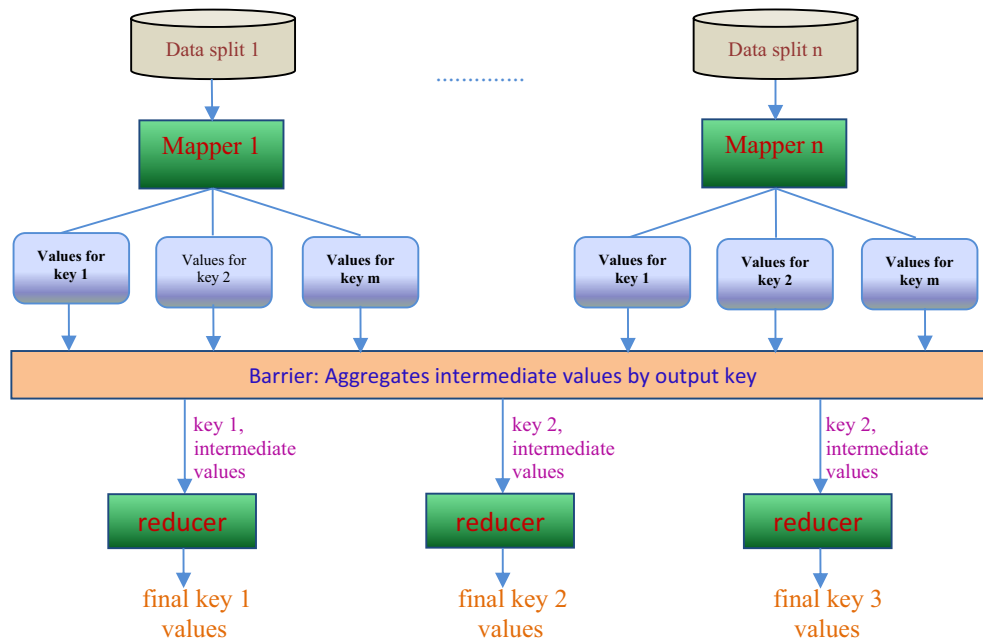 Data split 1
Data split n
..............
Mapper 1
Mapper n
Values for
key 1
Values for
key 2
Values for
key m
Values for
key 1
Values for
key 2
Values for
key m
Barrier: Aggregates intermediate values by output key
key 1,
intermediate
values
key 2,
intermediate
values
key 2,
intermediate
values
reducer
reducer
reducer
final key 1
values
final key 2
values
final key 3
values